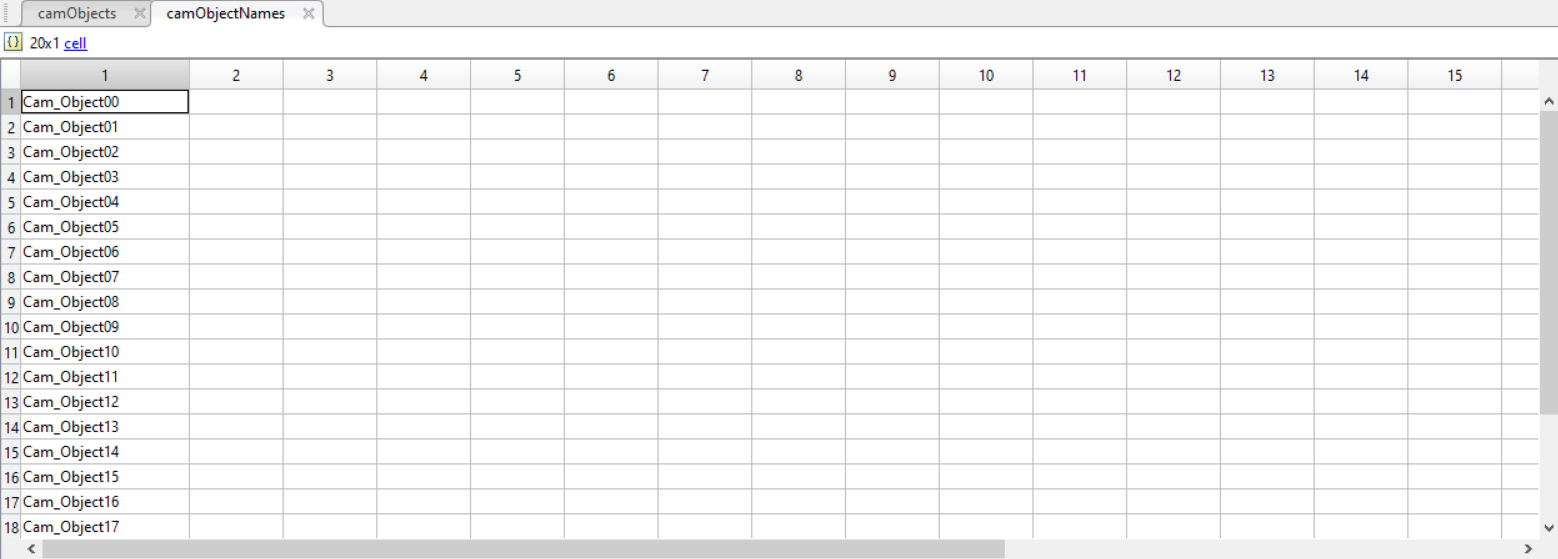 camObjects camObjectNames
{} 20x1 cell
1 2 3 4 5 6 7 8 9 10 11 12 13 14 15
1 Cam_Object00
2 Cam_Object01
3 Cam_Object02
4 Cam_Object03
5 Cam_Object04
6 Cam_Object05
7 Cam_Object06
8 Cam_Object07
9 Cam_Object08
10 Cam_Object09
11 Cam_Object10
12 Cam_Object11
13 Cam_Object12
14 Cam_Object13
15 Cam_Object14
16 Cam_Object15
17 Cam_Object16
18 Cam_Object17